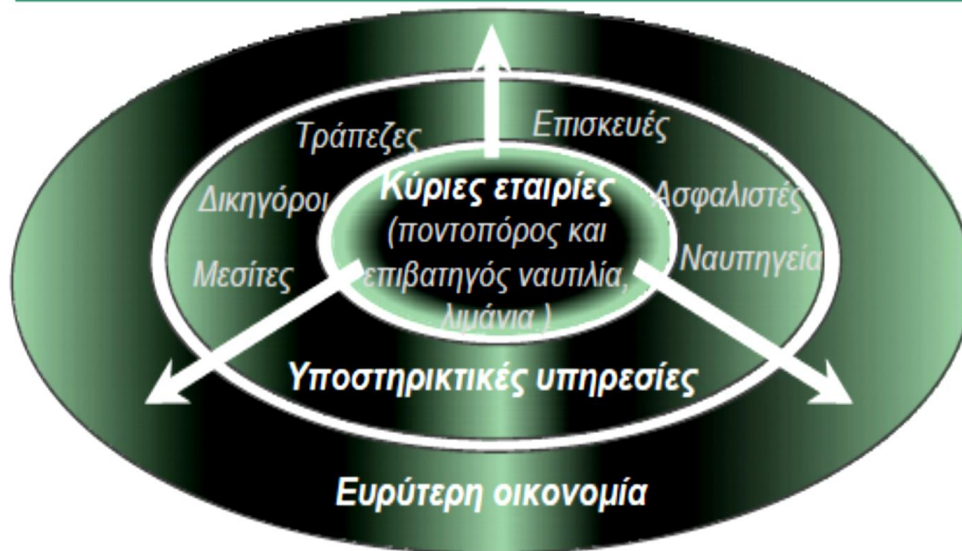 Τράπεζες
Επισκευές
Δικηγόροι
Κύριες εταιρίες
Ασφαλιστές
(ποντοπόρος και
Μεσίτες
επιβατηγός ναυτιλία,
Ναυπηγεία
λιμάνια.)
Υποστηρικτικές υπηρεσίες
Ευρύτερη οικονομία